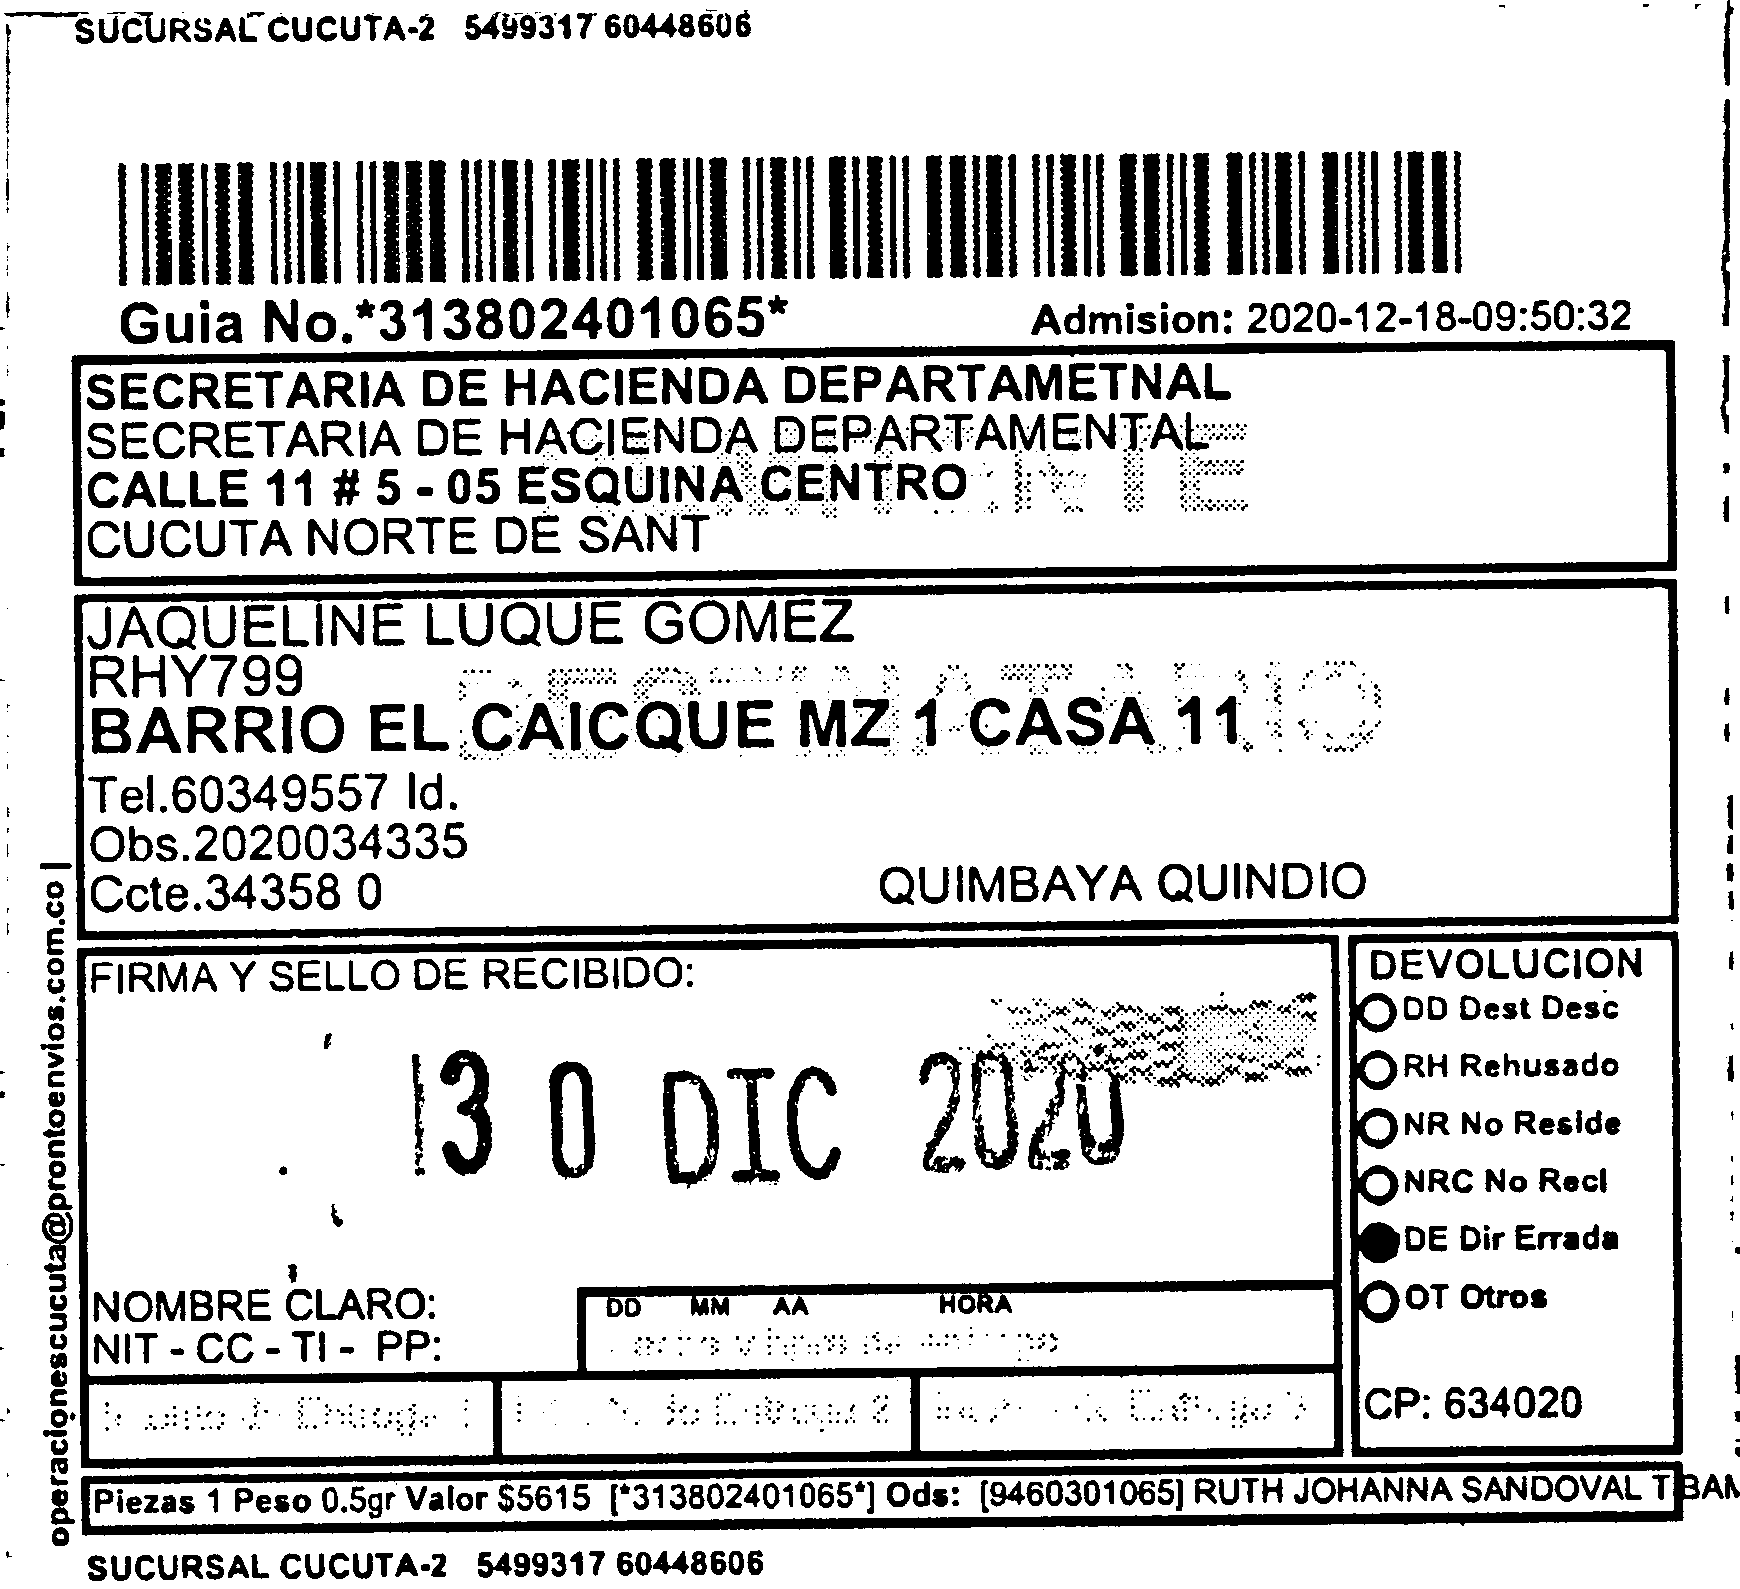 SUCURSAL CUCUTA-2 5499317 60448606
Guia No.*313802401065*
Admision: 2020-12-18-09:50:32
SECRETARIA DE HACIENDA DEPARTAMETNAL
SECRETARIA DE HACIENDA DEPARTAMENTAL
CALLE 11 # 5 - 05 ESQUINA CENTRO
CUCUTA NORTE DE SANT
JAQUELINE LUQUE GOMEZ
RHY799
DESTINATARIO
BARRIO EL CAICQUE MZ 1 CASA 11
Tel.60349557 Id.
Obs.2020034335
Ccte.34358 0
QUIMBAYA QUINDIO
operacionescucuta@prontoenvios.com.co |
FIRMA Y SELLO DE RECIBIDO:
30 DIC 2020
NOMBRE CLARO:
NIT - CC - TI - PP:
DD MM AA HORA
DEVOLUCION
DD Dest Desc
RH Rehusado
NR No Reside
NRC No Recl
DE Dir Errada
OT Otros
CP: 634020
Piezas 1 Peso 0.5gr Valor $5615 [*313802401065*] Ods: [9460301065] RUTH JOHANNA SANDOVAL
SUCURSAL CUCUTA-2 5499317 60448606